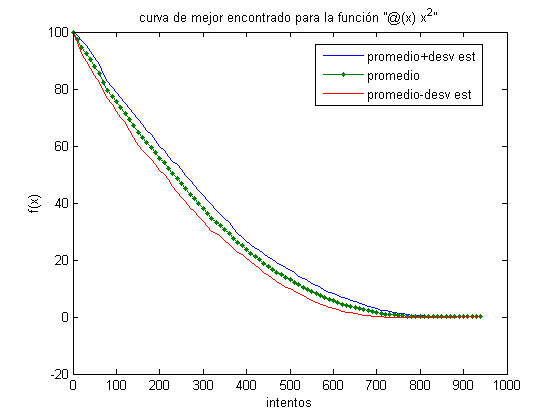 curva de mejor encontrado para la función "@(x) x²"
promedio+desv est
promedio
promedio-desv est
100
80
60
40
20
0
-20
f(x)
0 100 200 300 400 500 600 700 800 900 1000
intentos